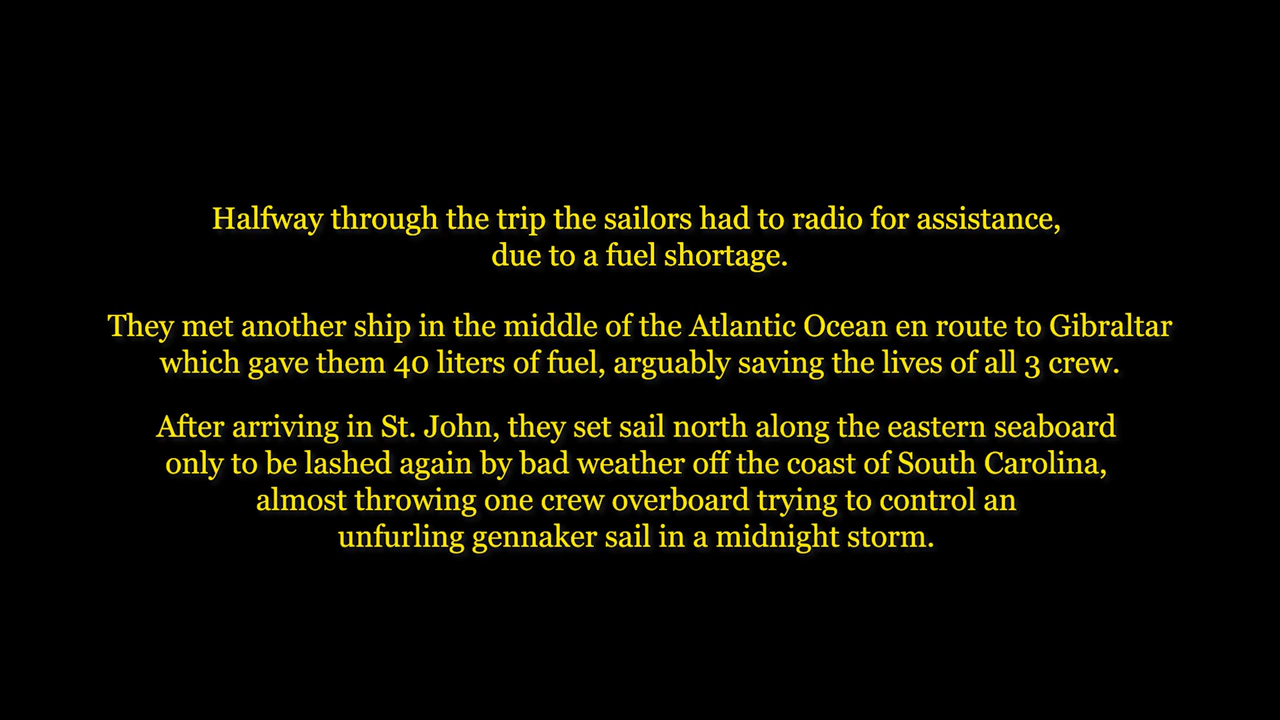 Halfway through the trip the sailors had to radio for assistance,
due to a fuel shortage.
They met another ship in the middle of the Atlantic Ocean en route to Gibraltar
which gave them 40 liters of fuel, arguably saving the lives of all 3 crew.
After arriving in St. John, they set sail north along the eastern seaboard
only to be lashed again by bad weather off the coast of South Carolina,
almost throwing one crew overboard trying to control an
unfurling gennaker sail in a midnight storm.